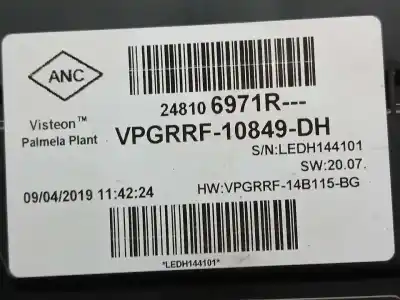 ANC
24810 6971R---
Visteon™
Palmela Plant
VPGRRF-10849-DH
S/N:LEDH144101
SW:20.07.
09/04/2019 11:42:24
HW:VPGRRF-14B115-BG
*LEDH144101*